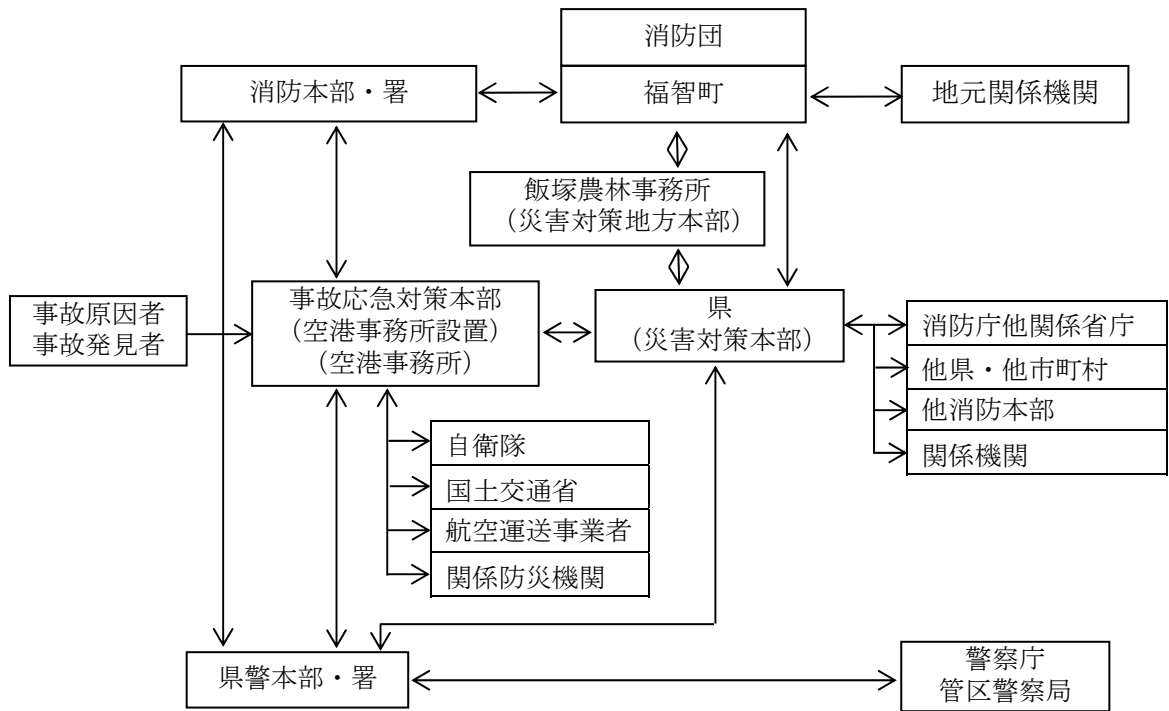 消防団
消防本部・署
福智町
地元関係機関
飯塚農林事務所
（災害対策地方本部）
事故原因者
事故発見者
事故応急対策本部
（空港事務所設置）
（空港事務所）
県
（災害対策本部）
消防庁他関係省庁
他県・他市町村
他消防本部
関係機関
自衛隊
国土交通省
航空運送事業者
関係防災機関
県警本部・署
警察庁
管区警察局